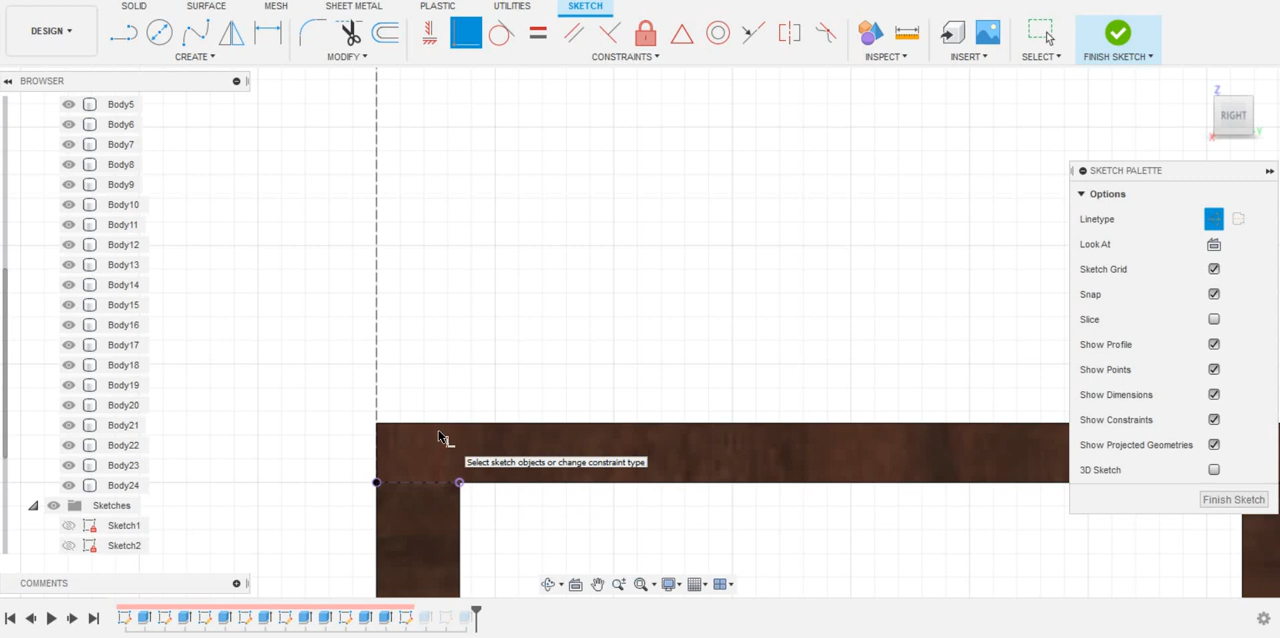 SOLID SURFACE MESH SHEET METAL PLASTIC UTILITIES SKETCH
DESIGN
CREATE MODIFY CONSTRAINTS INSPECT INSERT SELECT FINISH SKETCH
BROWSER
Body5
Body6
Body7
Body8
Body9
Body10
Body11
Body12
Body13
Body14
Body15
Body16
Body17
Body18
Body19
Body20
Body21
Body22
Body23
Body24
Sketches
Sketch1
Sketch2
COMMENTS
Select sketch objects or change constraint type
Z
RIGHT
X
Y
SKETCH PALETTE
Options
Linetype
Look At
Sketch Grid
Snap
Slice
Show Profile
Show Points
Show Dimensions
Show Constraints
Show Projected Geometries
3D Sketch
Finish Sketch